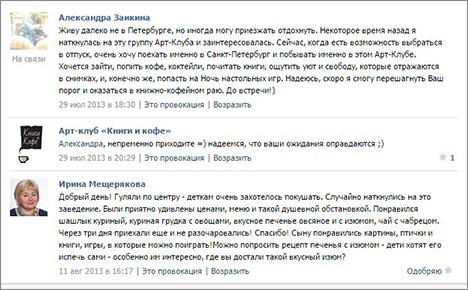 Александра Заикина
Живу далеко не в Петербурге, но иногда могу приезжать отдохнуть. Некоторое время назад я
наткнулась на эту группу Арт-Клуба и заинтересовалась. Сейчас, когда есть возможность выбраться
в отпуск, очень хочу поехать именно в Санкт-Петербург и побывать именно в этом Арт-Клубе.
Хочется зайти, попить кофе, коктейли, почитать книги, ощутить уют и свободу, которые отражаются
в снимках, и, конечно же, попасть на Ночь настольных игр. Надеюсь, скоро я смогу перешагнуть Ваш
порог и оказаться в книжно-кофейном раю. До встречи!)
На связи
29 июл 2013 в 18:30 | Это провокация | Возразить
Книги
Кофе
Арт-клуб «Книги и кофе»
Александра, непременно приходите =) надеемся, что ваши ожидания оправдаются ;)
29 июл 2013 в 20:29 | Это провокация | Возразить
1
Ирина Мещерякова
Добрый день! Гуляли по центру - деткам очень захотелось покушать. Случайно наткнулись на это
заведение. Были приятно удивлены ценами, меню и такой душевной обстановкой. Понравился
шашлык куриный, куриная грудка с овощами, вкусное печенье овсяное и с изюмом, чай с чабрецом.
Через три дня приехали еще и не разочаровались! Спасибо! Сыну понравились картины, птички и
книги, игры, в которые можно поиграть!Можно попросить рецепт печенья с изюмом - дети хотят его
испечь сами - особенно им интересно, где вы достали такой вкусный изюм?
11 авг 2013 в 16:17 | Это провокация | Возразить
Одобряю